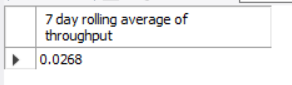 7 day rolling average of
throughput
0.0268